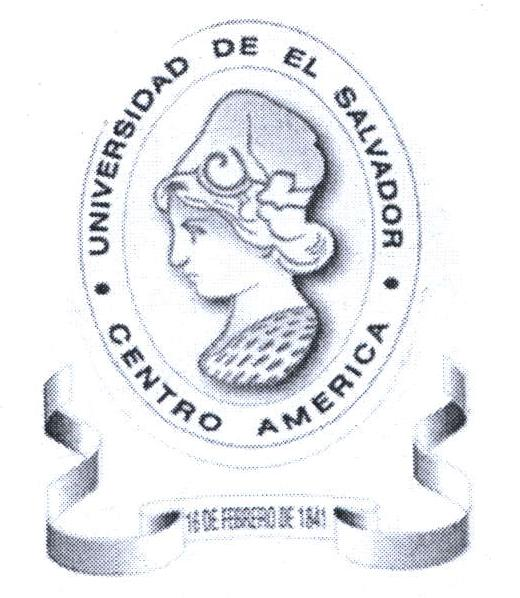 UNIVERSIDAD DE EL SALVADOR
CENTRO AMERICA
16 DE FEBRERO DE 1841